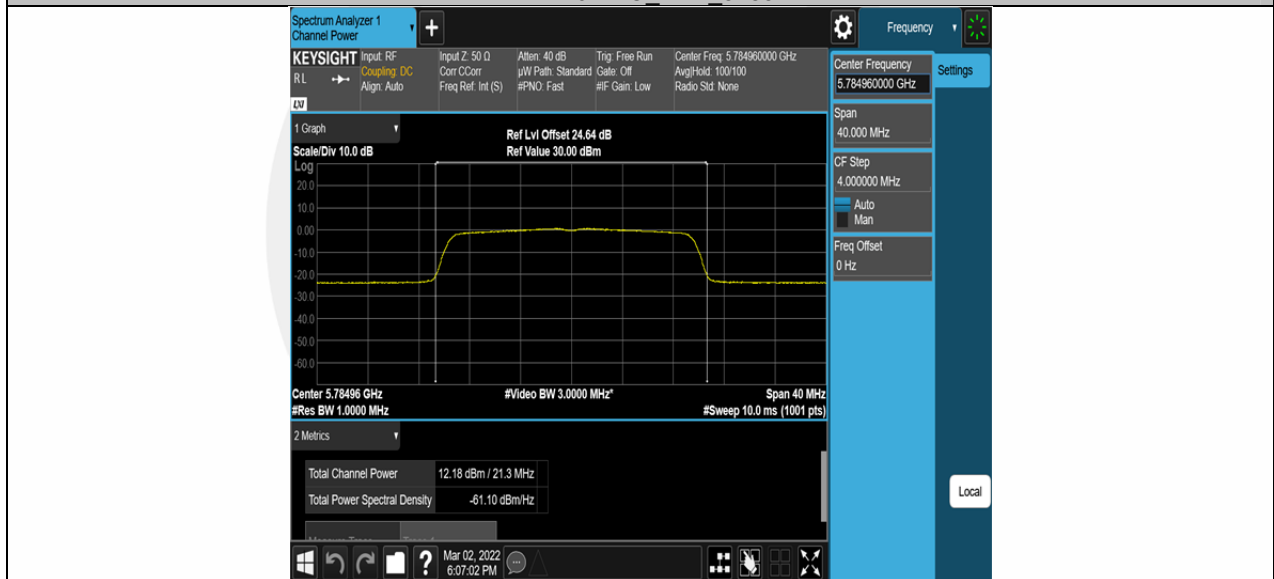 Spectrum Analyzer 1
Channel Power
+
Frequency
KEYSIGHT
RL
LXI
Input: RF
Coupling: DC
Align: Auto
Input Z: 50 Ω
Corr CCorr
Freq Ref: Int (S)
Atten: 40 dB
µW Path: Standard
#PNO: Fast
Trig: Free Run
Gate: Off
#IF Gain: Low
Center Freq: 5.784960000 GHz
Avg|Hold: 100/100
Radio Std: None
Center Frequency
5.784960000 GHz
Settings
Span
40.000 MHz
CF Step
4.000000 MHz
Auto
Man
Freq Offset
0 Hz
Local
1 Graph
Scale/Div 10.0 dB
Ref Lvl Offset 24.64 dB
Ref Value 30.00 dBm
Log
20.0
10.0
0.00
-10.0
-20.0
-30.0
-40.0
-50.0
-60.0
Center 5.78496 GHz
#Video BW 3.0000 MHz*
Span 40 MHz
#Res BW 1.0000 MHz
#Sweep 10.0 ms (1001 pts)
2 Metrics
Total Channel Power 12.18 dBm / 21.3 MHz
Total Power Spectral Density -61.10 dBm/Hz
?
Mar 02, 2022
6:07:02 PM